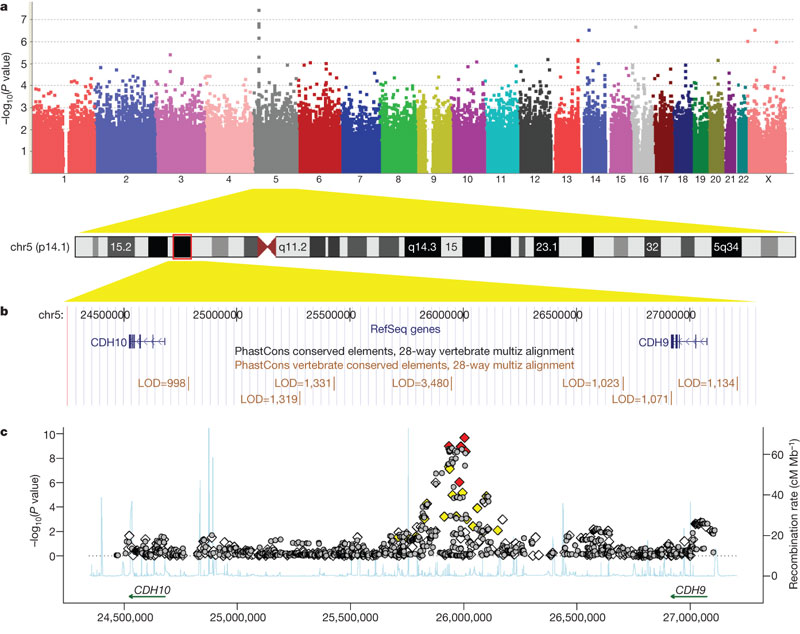 a
7
6
5
4
3
2
1
–log10(P value)
1 2 3 4 5 6 7 8 9 10 11 12 13 14 15 16 17 18 19 20 21 22 X
chr5 (p14.1) 15.2 q11.2 q14.3 15 23.1 32 5q34
b
chr5: 24500000 25000000 25500000 26000000 26500000 27000000
RefSeq genes
CDH10 CDH9
PhastCons conserved elements, 28-way vertebrate multiz alignment
PhastCons vertebrate conserved elements, 28-way multiz alignment
LOD=998 LOD=1,331 LOD=3,480 LOD=1,023 LOD=1,134
LOD=1,319 LOD=1,071
c
10
8
6
4
2
0
–log10(P value)
60
40
20
0
Recombination rate (cM Mb–1)
CDH10 CDH9
24,500,000 25,000,000 25,500,000 26,000,000 26,500,000 27,000,000